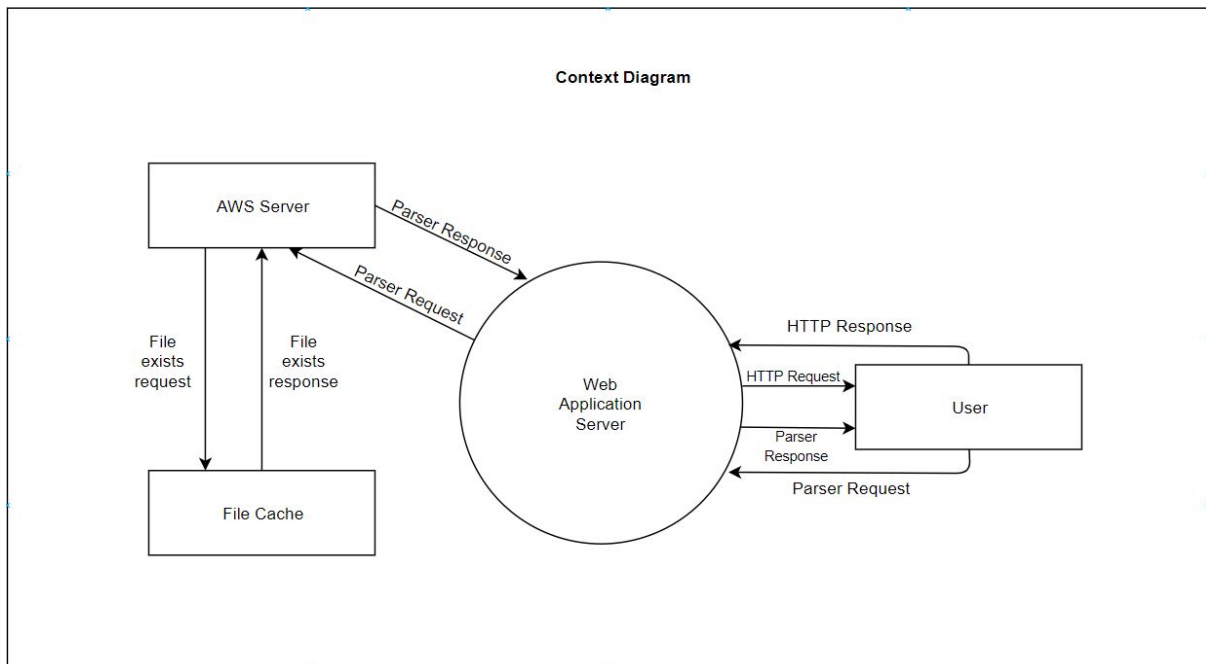 Context Diagram
AWS Server
Parser Response
Parser Request
File
exists
request
File
exists
response
File Cache
Web
Application
Server
HTTP Response
HTTP Request
Parser
Response
Parser Request
User